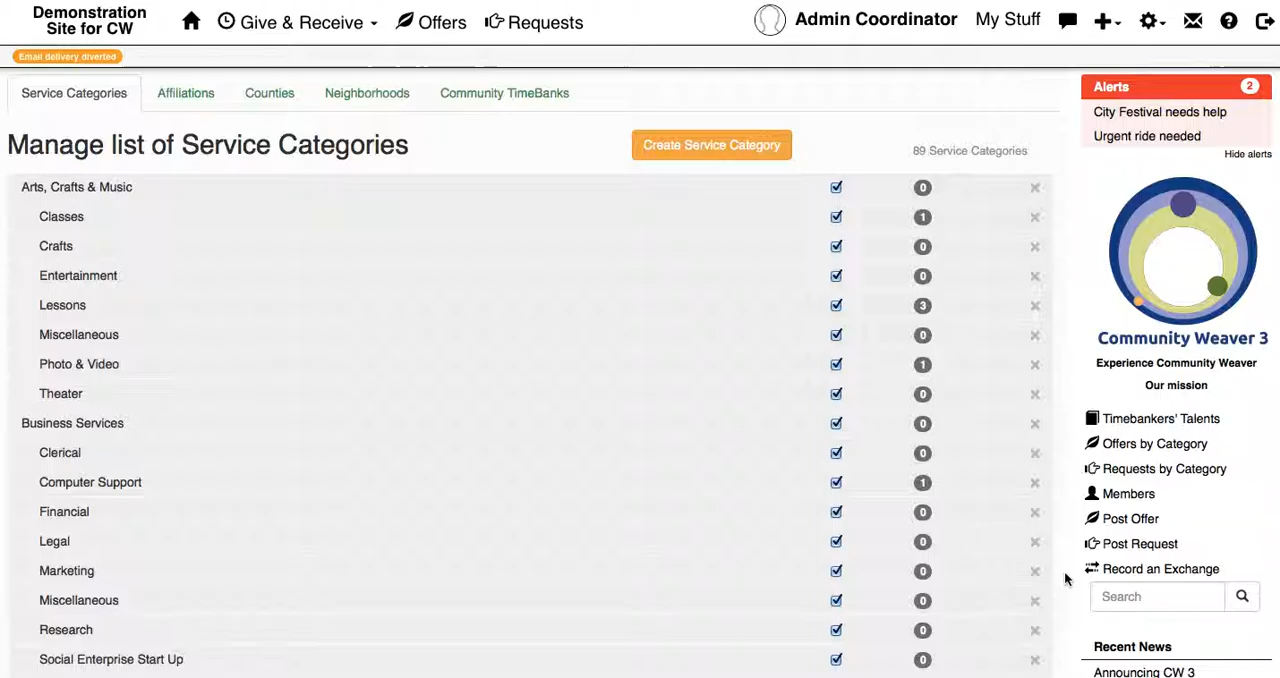 Demonstration
Site for CW
Give & Receive
Offers
Requests
Admin Coordinator
My Stuff
Email delivery diverted
Service Categories
Affiliations
Counties
Neighborhoods
Community TimeBanks
Manage list of Service Categories
Create Service Category
89 Service Categories
Arts, Crafts & Music 0
Classes 1
Crafts 0
Entertainment 0
Lessons 3
Miscellaneous 0
Photo & Video 1
Theater 0
Business Services 0
Clerical 0
Computer Support 1
Financial 0
Legal 0
Marketing 0
Miscellaneous 0
Research 0
Social Enterprise Start Up 0
Alerts 2
City Festival needs help
Urgent ride needed
Hide alerts
Community Weaver 3
Experience Community Weaver
Our mission
Timebankers' Talents
Offers by Category
Requests by Category
Members
Post Offer
Post Request
Record an Exchange
Search
Recent News
Announcing CW 3